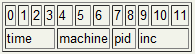 0 1 2 3 4 5 6 7 8 9 10 11
time machine pid inc